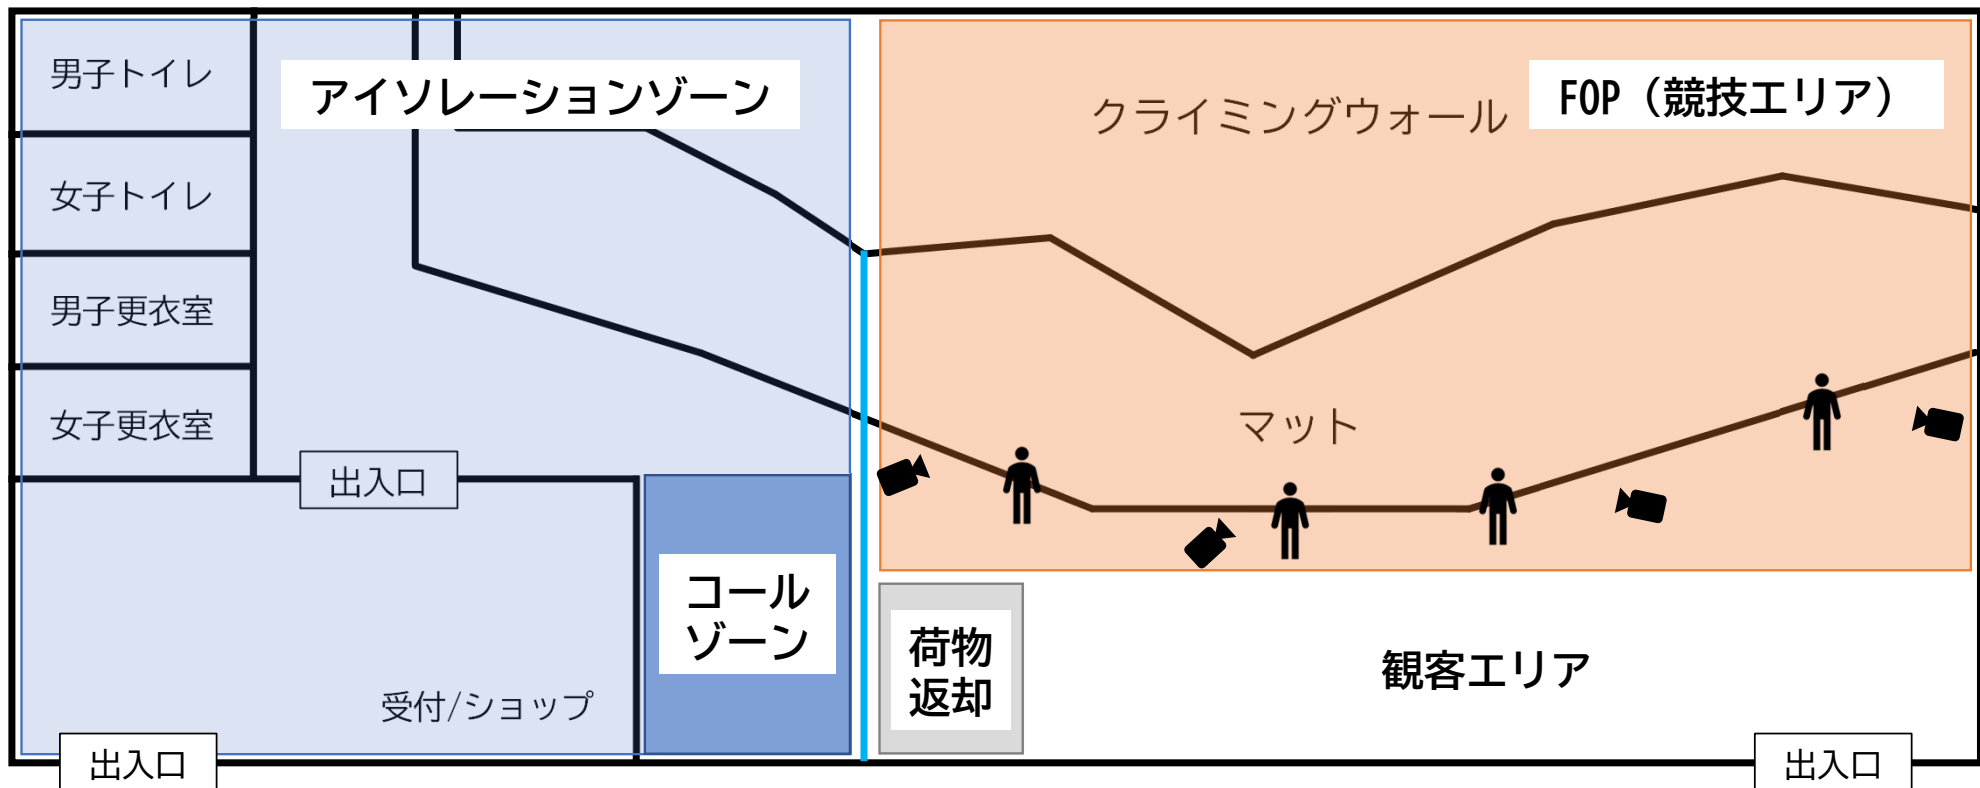 男子トイレ
アイソレーションゾーン
クライミングウォール
FOP（競技エリア）
女子トイレ
男子更衣室
女子更衣室
マット
出入口
コール
ゾーン
荷物
返却
観客エリア
受付/ショップ
出入口
出入口